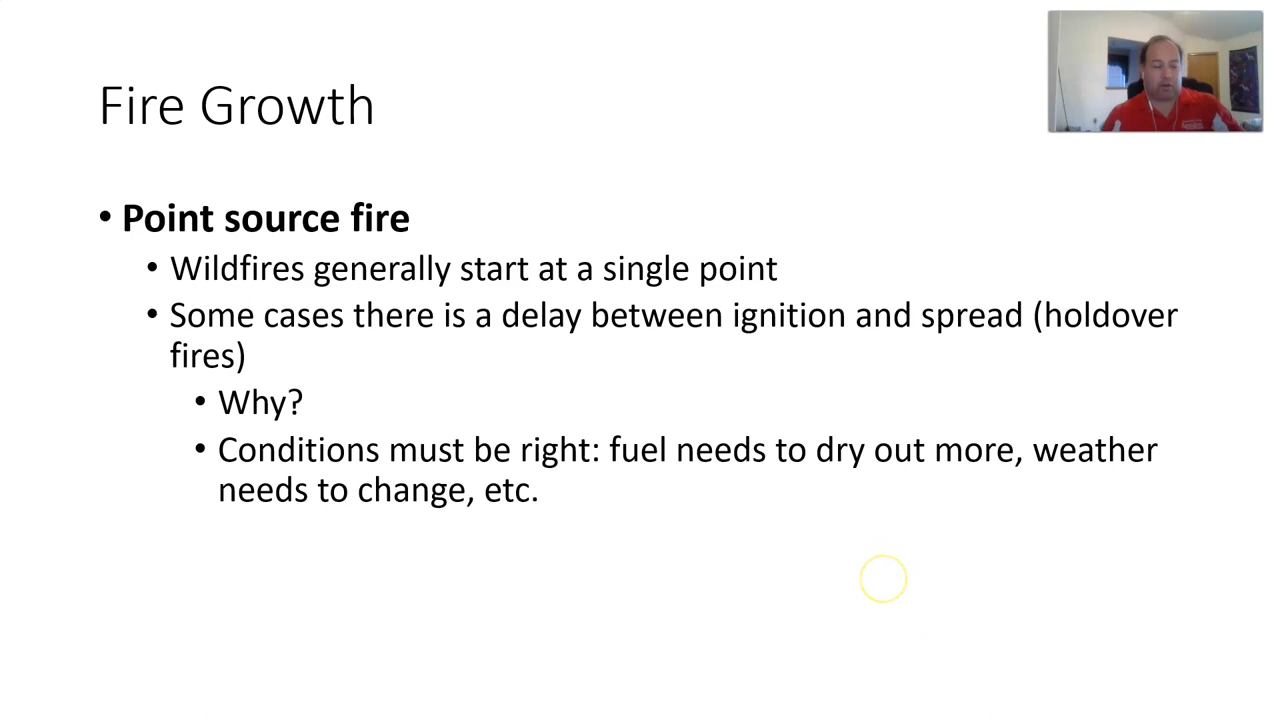 Fire Growth
• Point source fire
• Wildfires generally start at a single point
• Some cases there is a delay between ignition and spread (holdover
fires)
• Why?
• Conditions must be right: fuel needs to dry out more, weather
needs to change, etc.